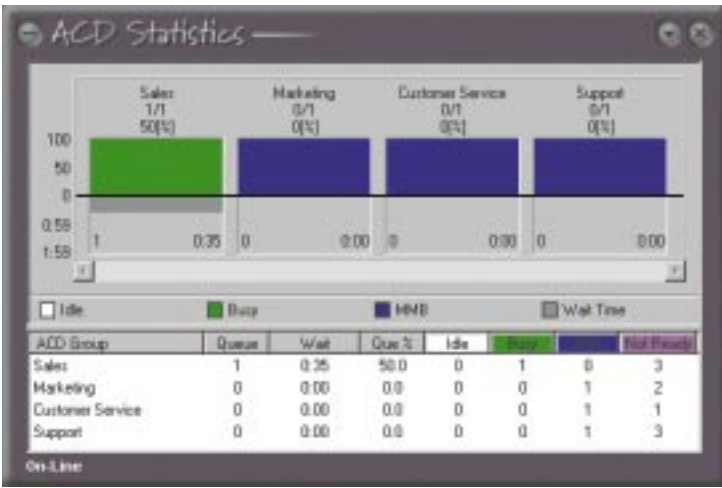 ACD Statistics
Sales Marketing Customer Service Support
1/1 0/1 0/1 0/1
50[%] 0[%] 0[%] 0[%]
100
50
0
0:59
1:59
1 0:35 0 0:00 0 0:00 0 0:00
Idle Busy MMB Wait Time
ACD Group Queue Wait Que % Idle Busy Not Ready
Sales 1 0:35 50.0 0 1 0 3
Marketing 0 0:00 0.0 0 0 1 2
Customer Service 0 0:00 0.0 0 0 1 1
Support 0 0:00 0.0 0 0 1 3
On-Line